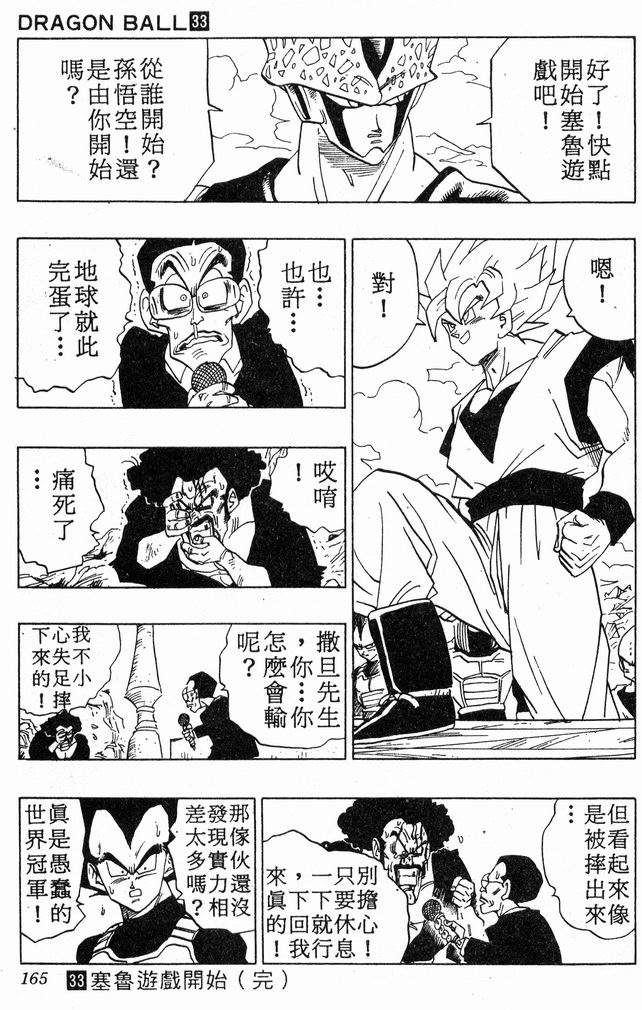 DRAGON BALL 33
好了！快點
開始塞魯遊
戲吧！
從誰開始？
孫悟空！還
是由你開始
嗎？
嗯！
對！
也…
也許…
地球就此
完蛋了…
哎唷
！
痛死了
…
撒旦先生
，你…你
怎麼會輸
呢？
我不小
心失足摔
下來的！
但看起來像
是被摔出來
…
別擔心！
只要休息
一下就行
，下回我
來真的！
那傢伙還沒
發現實力相
差太多嗎？
真是愚蠢的
世界冠軍！
165
33 塞魯遊戲開始（完）